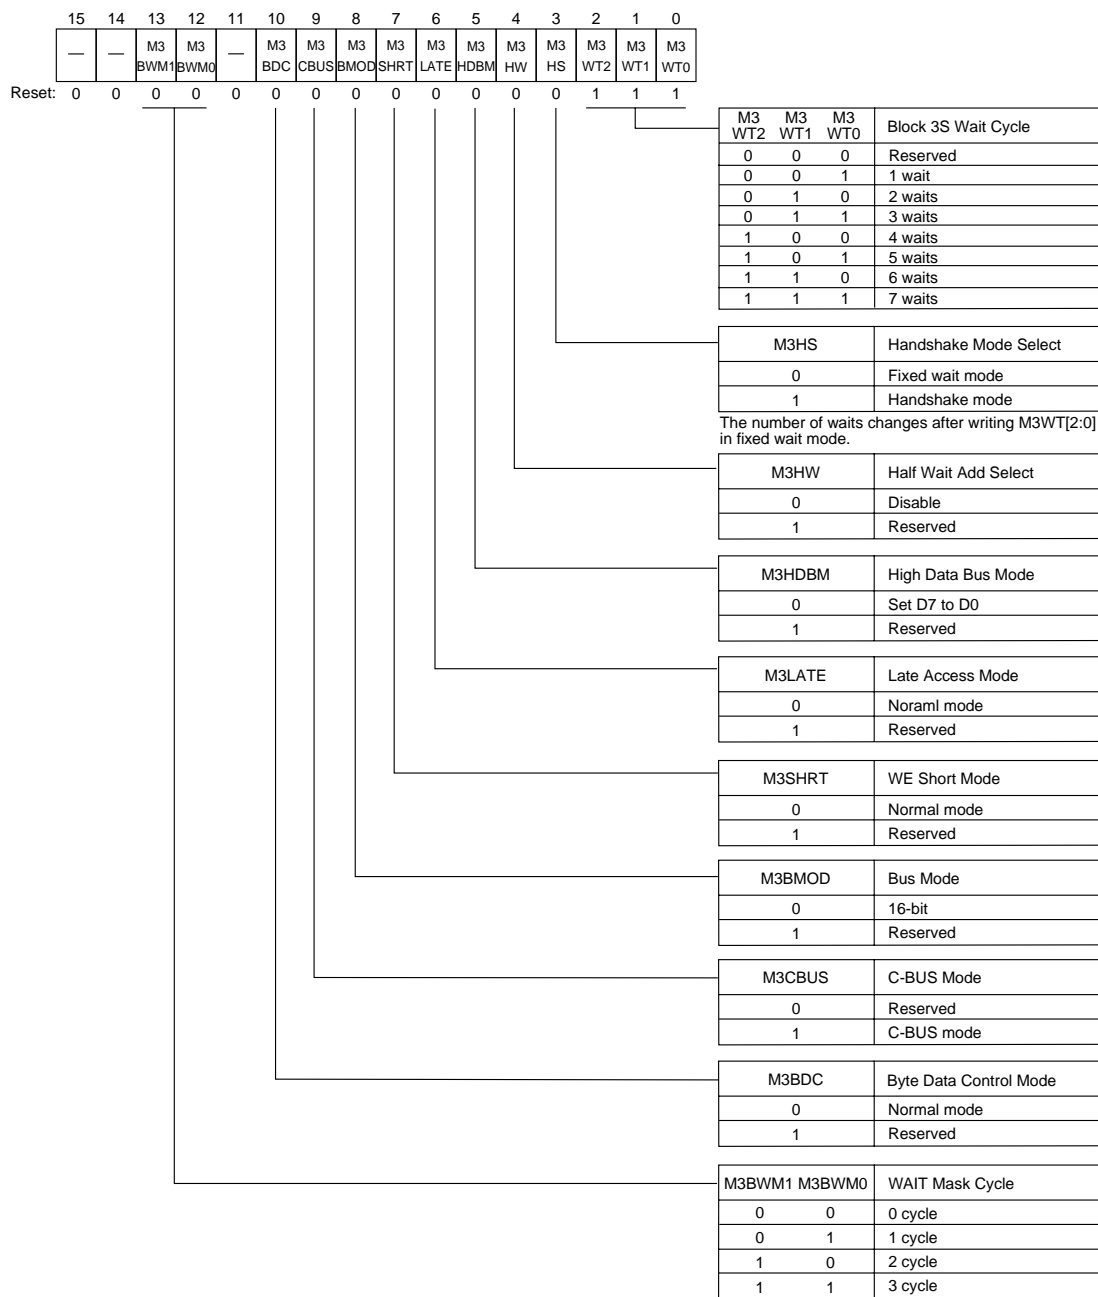 15 14 13 12 11 10 9 8 7 6 5 4 3 2 1 0
— — M3 BWM1 M3 BWM0 — M3 BDC M3 CBUS M3 BMOD M3 SHRT M3 LATE M3 HDBM M3 HW M3 HS M3 WT2 M3 WT1 M3 WT0
Reset: 0 0 0 0 0 0 0 0 0 0 0 0 0 1 1 1
M3 WT2 M3 WT1 M3 WT0 Block 3S Wait Cycle
0 0 0 Reserved
0 0 1 1 wait
0 1 0 2 waits
0 1 1 3 waits
1 0 0 4 waits
1 0 1 5 waits
1 1 0 6 waits
1 1 1 7 waits
M3HS Handshake Mode Select
0 Fixed wait mode
1 Handshake mode
The number of waits changes after writing M3WT[2:0]
in fixed wait mode.
M3HW Half Wait Add Select
0 Disable
1 Reserved
M3HDBM High Data Bus Mode
0 Set D7 to D0
1 Reserved
M3LATE Late Access Mode
0 Noraml mode
1 Reserved
M3SHRT WE Short Mode
0 Normal mode
1 Reserved
M3BMOD Bus Mode
0 16-bit
1 Reserved
M3CBUS C-BUS Mode
0 Reserved
1 C-BUS mode
M3BDC Byte Data Control Mode
0 Normal mode
1 Reserved
M3BWM1 M3BWM0 WAIT Mask Cycle
0 0 0 cycle
0 1 1 cycle
1 0 2 cycle
1 1 3 cycle